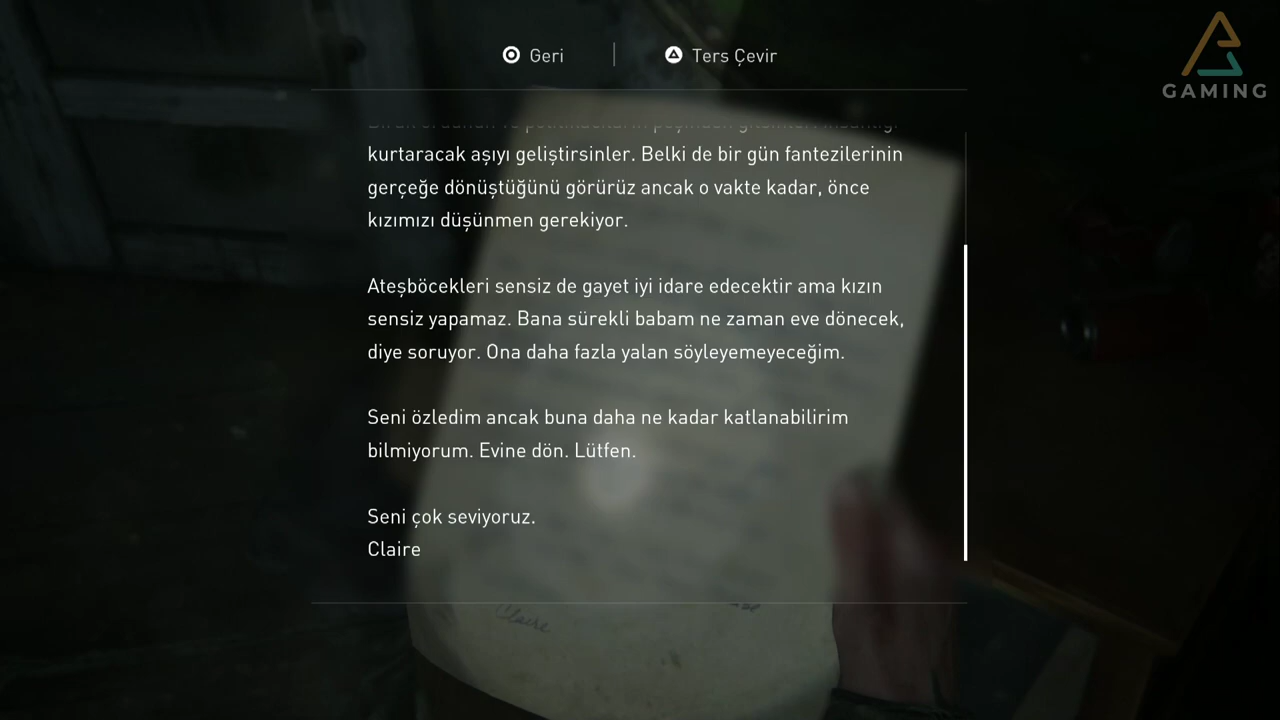 Geri
Ters Çevir
GAMING
kurtaracak aşıyı geliştirsinler. Belki de bir gün fantezilerinin
gerçeğe dönüştüğünü görürüz ancak o vakte kadar, önce
kızımızı düşünmen gerekiyor.
Ateşböcekleri sensiz de gayet iyi idare edecektir ama kızın
sensiz yapamaz. Bana sürekli babam ne zaman eve dönecek,
diye soruyor. Ona daha fazla yalan söyleyemeyeceğim.
Seni özledim ancak buna daha ne kadar katlanabilirim
bilmiyorum. Evine dön. Lütfen.
Seni çok seviyoruz.
Claire
Claire